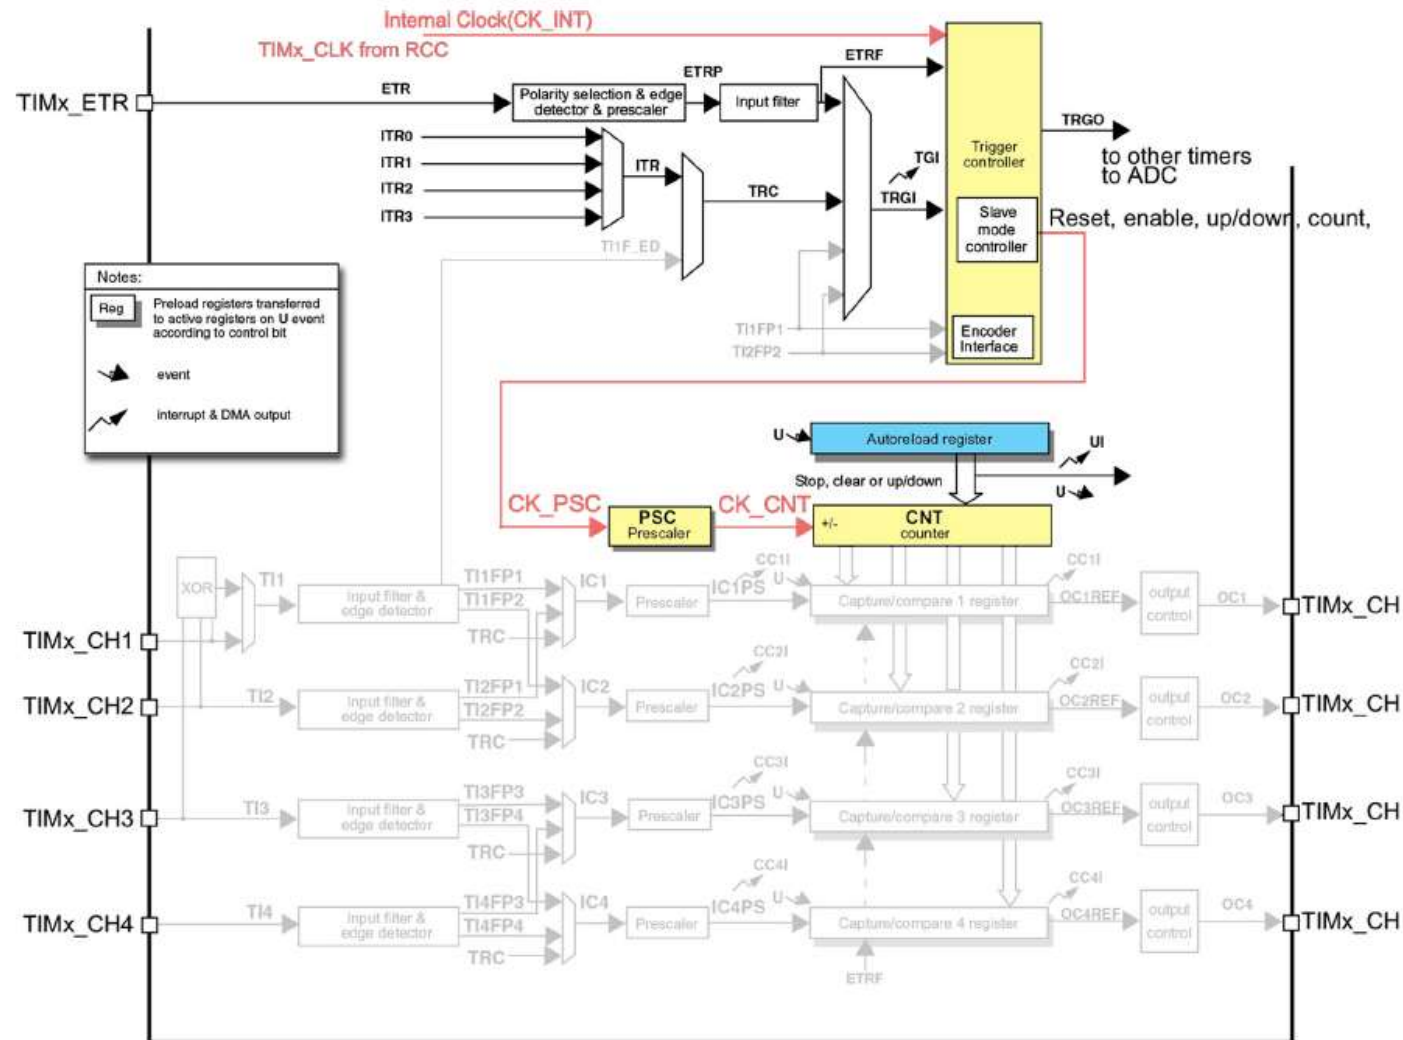 Internal Clock(CK_INT)
TIMx_CLK from RCC
TIMx_ETR
ETR
Polarity selection & edge
detector & prescaler
ETRP
Input filter
ETRF
ITR0
ITR1
ITR2
ITR3
ITR
TI1F_ED
TRC
TGI
TRGI
Trigger
controller
Slave
mode
controller
Encoder
Interface
TI1FP1
TI2FP2
TRGO
to other timers
to ADC
Reset, enable, up/down, count,
Notes:
Reg
Preload registers transferred
to active registers on U event
according to control bit
event
interrupt & DMA output
U
Autoreload register
UI
Stop, clear or up/down
U
CK_PSC
PSC
Prescaler
CK_CNT
+/-
CNT
counter
XOR
TI1
Input filter &
edge detector
TI1FP1
TI1FP2
TRC
IC1
Prescaler
IC1PS
CC1I
U
Capture/compare 1 register
CC1I
OC1REF
output
control
OC1
TIMx_CH
TIMx_CH1
TIMx_CH2
TI2
Input filter &
edge detector
TI2FP1
TI2FP2
TRC
IC2
Prescaler
IC2PS
CC2I
U
Capture/compare 2 register
CC2I
OC2REF
output
control
OC2
TIMx_CH
TIMx_CH3
TI3
Input filter &
edge detector
TI3FP3
TI3FP4
TRC
IC3
Prescaler
IC3PS
CC3I
U
Capture/compare 3 register
CC3I
OC3REF
output
control
OC3
TIMx_CH
TIMx_CH4
TI4
Input filter &
edge detector
TI4FP3
TI4FP4
TRC
IC4
Prescaler
IC4PS
CC4I
U
Capture/compare 4 register
CC4I
OC4REF
output
control
OC4
TIMx_CH
ETRF